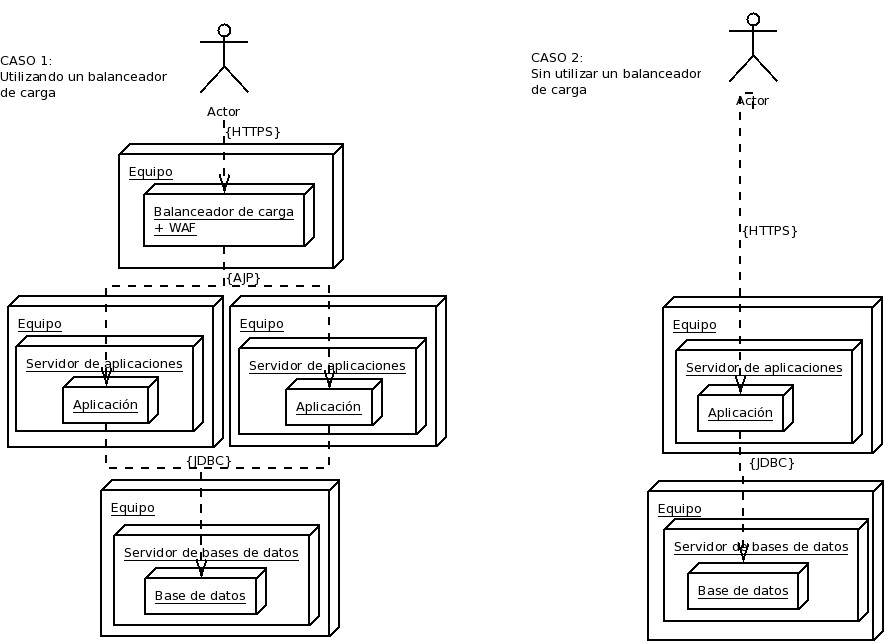 CASO 1:
Utilizando un balanceador
de carga
Actor
{HTTPS}
Equipo
Balanceador de carga
+ WAF
{AJP}
Equipo
Servidor de aplicaciones
Aplicación
Equipo
Servidor de aplicaciones
Aplicación
{JDBC}
Equipo
Servidor de bases de datos
Base de datos
CASO 2:
Sin utilizar un balanceador
de carga
Actor
{HTTPS}
Equipo
Servidor de aplicaciones
Aplicación
{JDBC}
Equipo
Servidor de bases de datos
Base de datos